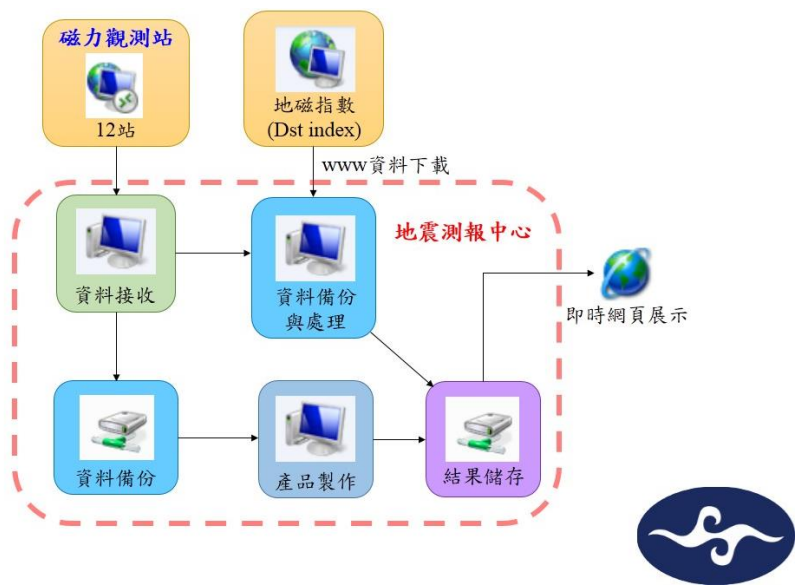 磁力觀測站
12站
地磁指數
(Dst index)
www資料下載
地震測報中心
資料接收
資料備份
與處理
即時網頁展示
資料備份
產品製作
結果儲存